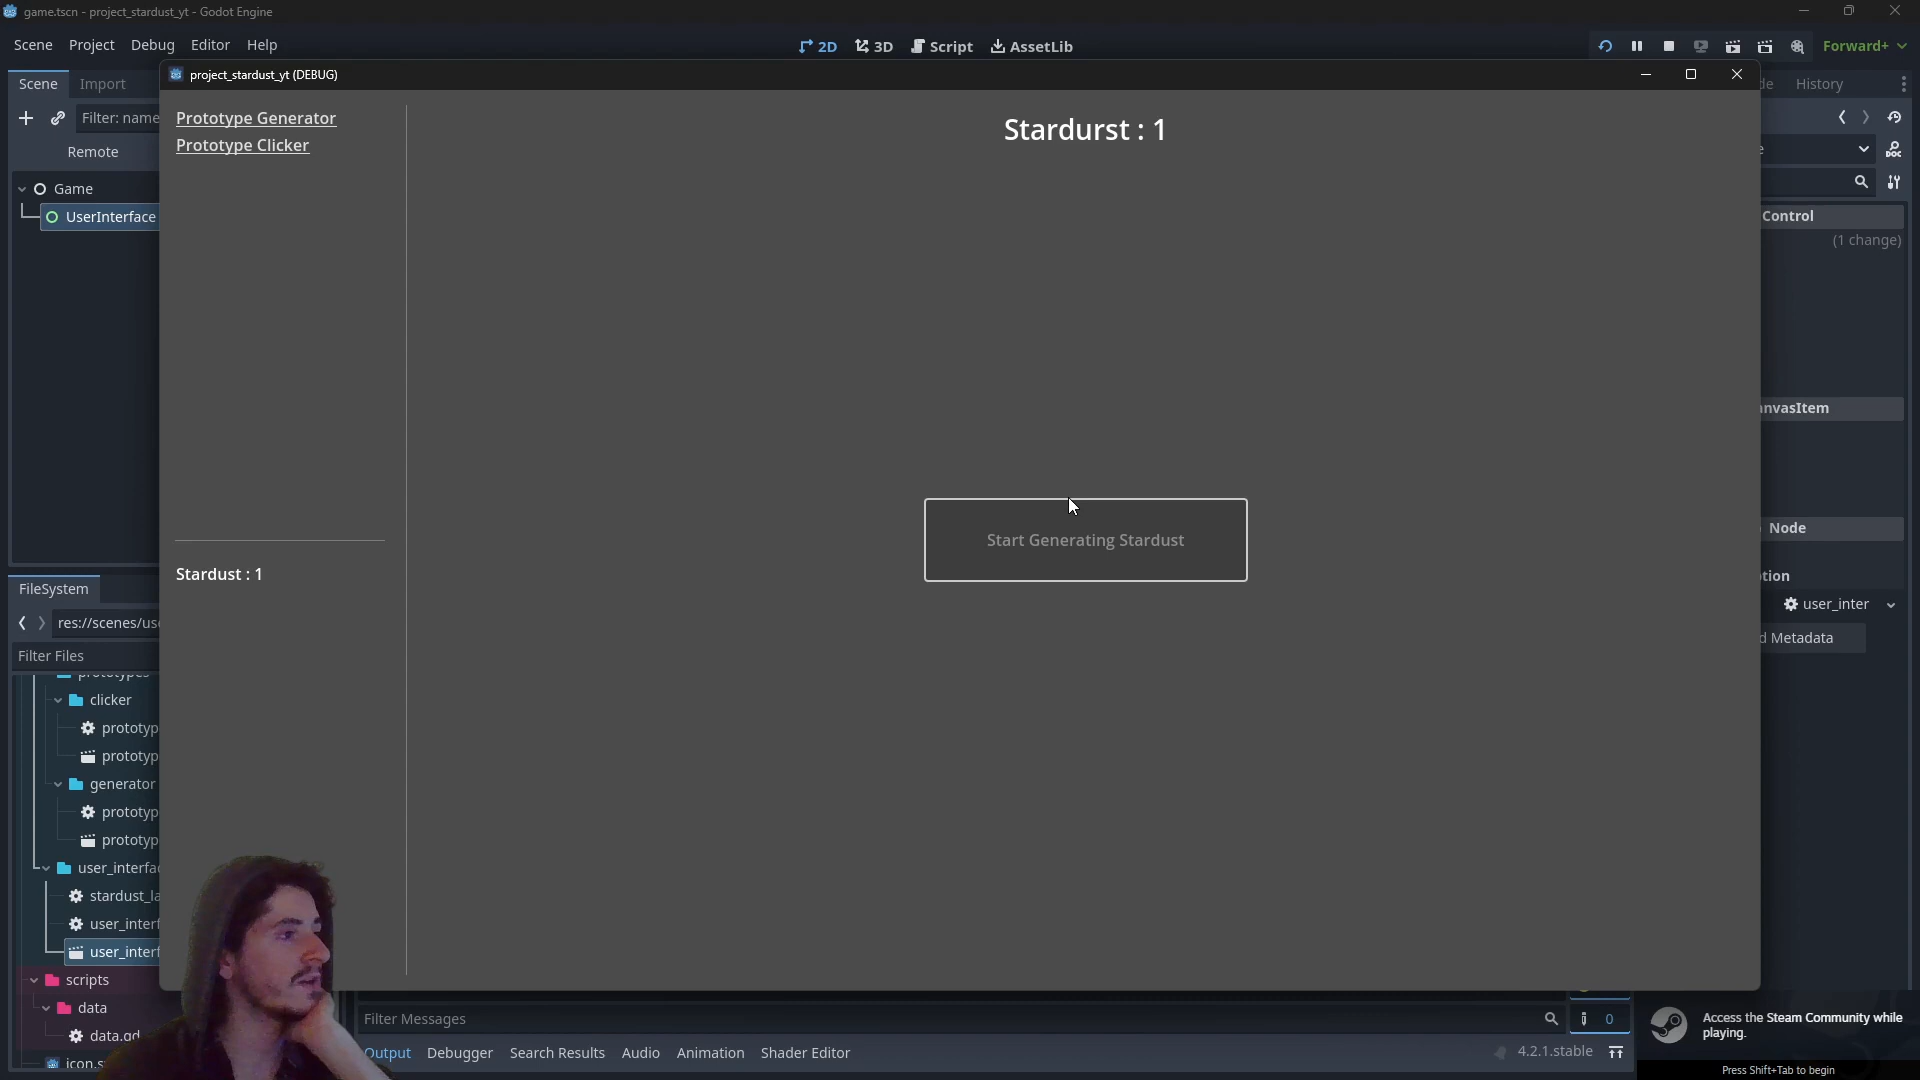 game.tscn - project_stardust_yt - Godot Engine
Scene Project Debug Editor Help
2D 3D Script AssetLib
Forward+
project_stardust_yt (DEBUG)
Scene Import
History
Filter: name
Remote
Game
UserInterface
Prototype Generator
Prototype Clicker
Stardurst : 1
Start Generating Stardust
Stardust : 1
Control
(1 change)
Node
user_inter
Metadata
FileSystem
res://scenes/use
Filter Files
prototypes
clicker
prototyp
prototyp
generator
prototyp
prototyp
user_interfac
stardust_la
user_interf
user_interf
scripts
data
data.gd
icon.s
Filter Messages
0
Output Debugger Search Results Audio Animation Shader Editor
4.2.1.stable
Access the Steam Community while
playing.
Press Shift+Tab to begin